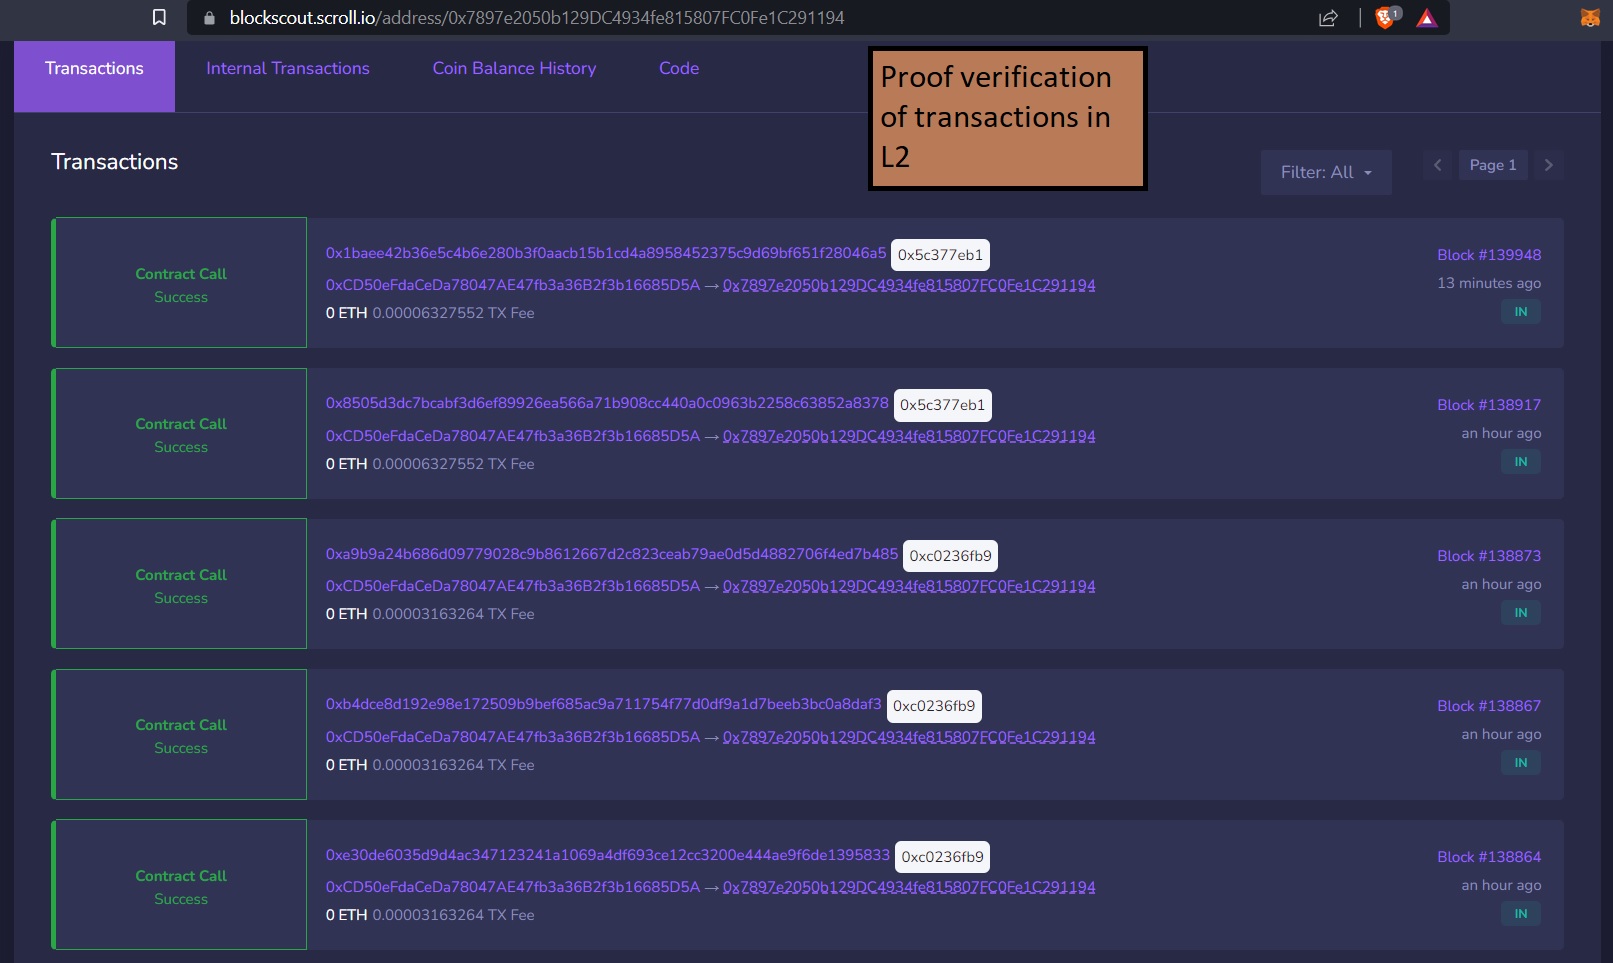 blockscout.scroll.io/address/0x7897e2050b129DC4934fe815807FC0Fe1C291194
1
Transactions Internal Transactions Coin Balance History Code
Proof verification
of transactions in
L2
Transactions
Filter: All
Page 1
Contract Call
Success
0x1baee42b36e5c4b6e280b3f0aacb15b1cd4a8958452375c9d69bf651f28046a5 0x5c377eb1
0xCD50eFdaCeDa78047AE47fb3a36B2f3b16685D5A → 0x7897e2050b129DC4934fe815807FC0Fe1C291194
0 ETH 0.00006327552 TX Fee
Block #139948
13 minutes ago
IN
Contract Call
Success
0x8505d3dc7bcabf3d6ef89926ea566a71b908cc440a0c0963b2258c63852a8378 0x5c377eb1
0xCD50eFdaCeDa78047AE47fb3a36B2f3b16685D5A → 0x7897e2050b129DC4934fe815807FC0Fe1C291194
0 ETH 0.00006327552 TX Fee
Block #138917
an hour ago
IN
Contract Call
Success
0xa9b9a24b686d09779028c9b8612667d2c823ceab79ae0d5d4882706f4ed7b485 0xc0236fb9
0xCD50eFdaCeDa78047AE47fb3a36B2f3b16685D5A → 0x7897e2050b129DC4934fe815807FC0Fe1C291194
0 ETH 0.00003163264 TX Fee
Block #138873
an hour ago
IN
Contract Call
Success
0xb4dce8d192e98e172509b9bef685ac9a711754f77d0df9a1d7beeb3bc0a8daf3 0xc0236fb9
0xCD50eFdaCeDa78047AE47fb3a36B2f3b16685D5A → 0x7897e2050b129DC4934fe815807FC0Fe1C291194
0 ETH 0.00003163264 TX Fee
Block #138867
an hour ago
IN
Contract Call
Success
0xe30de6035d9d4ac347123241a1069a4df693ce12cc3200e444ae9f6de1395833 0xc0236fb9
0xCD50eFdaCeDa78047AE47fb3a36B2f3b16685D5A → 0x7897e2050b129DC4934fe815807FC0Fe1C291194
0 ETH 0.00003163264 TX Fee
Block #138864
an hour ago
IN